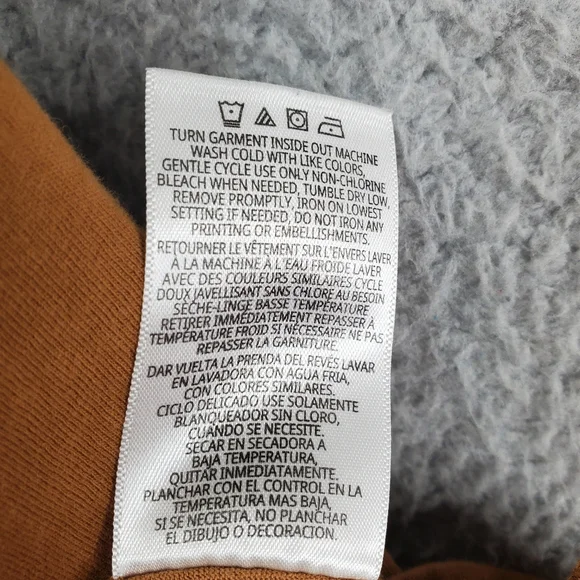 TURN GARMENT INSIDE OUT MACHINE
WASH COLD WITH LIKE COLORS,
GENTLE CYCLE USE ONLY NON-CHLORINE
BLEACH WHEN NEEDED, TUMBLE DRY LOW,
REMOVE PROMPTLY, IRON ON LOWEST
SETTING IF NEEDED, DO NOT IRON ANY
PRINTING OR EMBELLISHMENTS.
RETOURNER LE VÊTEMENT SUR L'ENVERS LAVER
À LA MACHINE À L'EAU FROIDE LAVER
AVEC DES COULEURS SIMILAIRES CYCLE
DOUX JAVELLISANT SANS CHLORE AU BESOIN
SÈCHE-LINGE BASSE TEMPÉRATURE
RETIRER IMMÉDIATEMENT REPASSER À
TEMPÉRATURE FROID SI NÉCESSAIRE NE PAS
REPASSER LA GARNITURE.
DAR VUELTA LA PRENDA DEL REVÉS LAVAR
EN LAVADORA CON AGUA FRIA,
CON COLORES SIMILARES.
CICLO DELICADO USE SOLAMENTE
BLANQUEADOR SIN CLORO,
CUANDO SE NECESITE.
SECAR EN SECADORA A
BAJA TEMPERATURA,
QUITAR INMEDIATAMENTE.
PLANCHAR CON EL CONTROL EN LA
TEMPERATURA MAS BAJA,
SI SE NECESITA, NO PLANCHAR
EL DIBUJO O DECORACION.